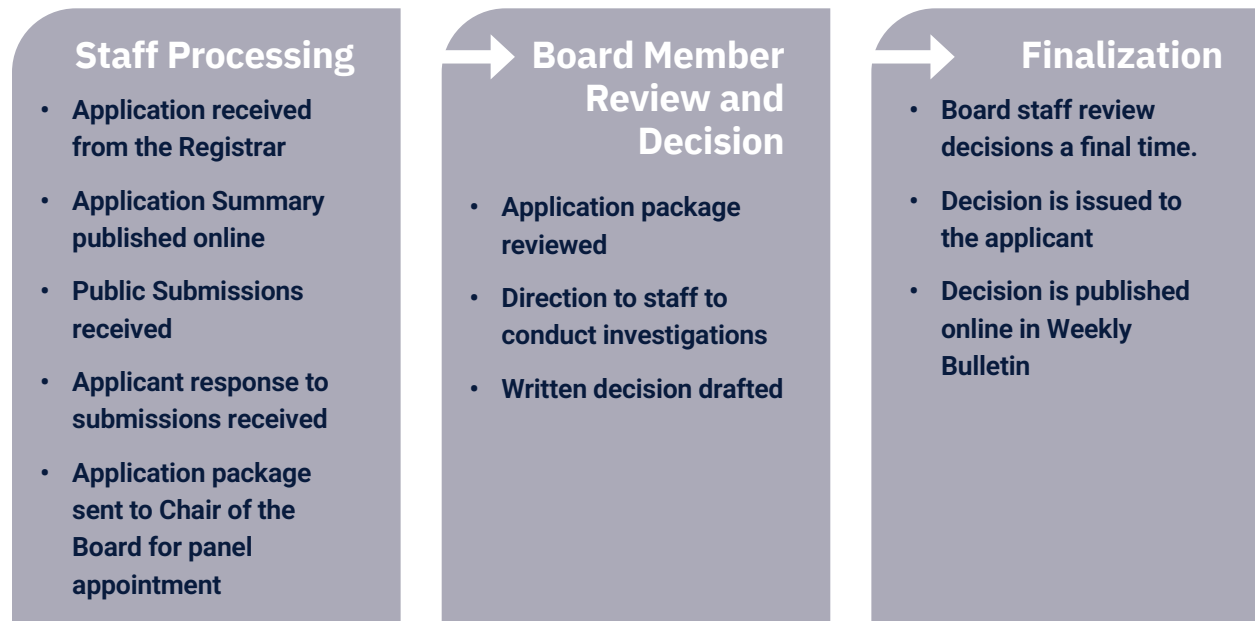 Staff Processing
• Application received
from the Registrar
• Application Summary
published online
• Public Submissions
received
• Applicant response to
submissions received
• Application package
sent to Chair of the
Board for panel
appointment
Board Member
Review and
Decision
• Application package
reviewed
• Direction to staff to
conduct investigations
• Written decision drafted
Finalization
• Board staff review
decisions a final time.
• Decision is issued to
the applicant
• Decision is published
online in Weekly
Bulletin